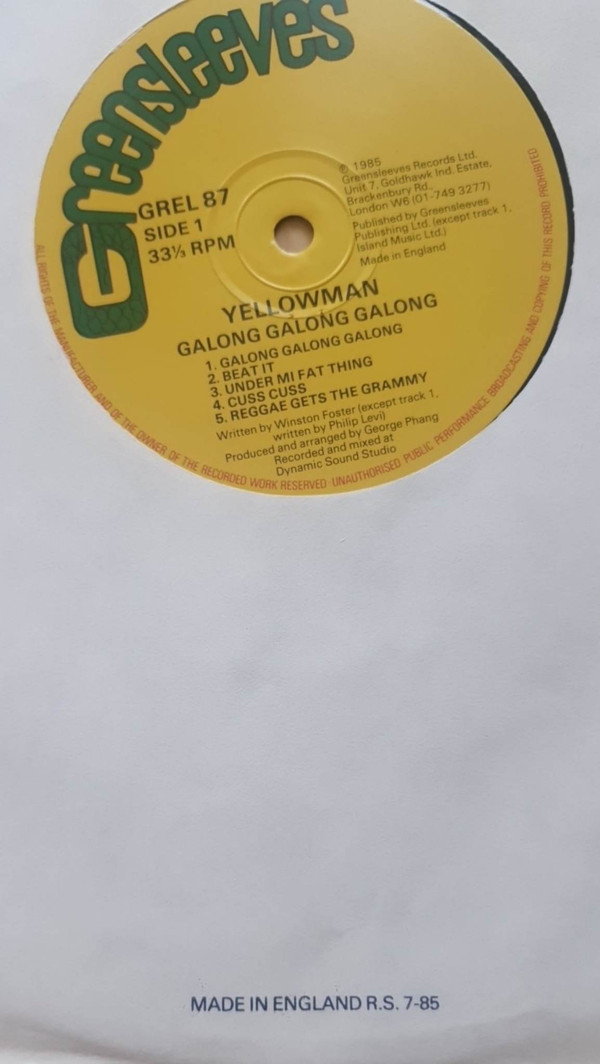 Greensleeves
GREL 87
SIDE 1
33⅓ RPM
℗ 1985
Greensleeves Records Ltd.
Unit 7, Goldhawk Ind. Estate,
Brackenbury Rd.,
London W6 (01-749 3277)
Published by Greensleeves
Publishing Ltd. (except track 1,
Island Music Ltd.)
Made in England
YELLOWMAN
GALONG GALONG GALONG
1. GALONG GALONG GALONG
2. BEAT IT
3. UNDER MI FAT THING
4. CUSS CUSS
5. REGGAE GETS THE GRAMMY
Written by Winston Foster (except track 1,
written by Philip Levi)
Produced and arranged by George Phang
Recorded and mixed at
Dynamic Sound Studio
ALL RIGHTS OF THE MANUFACTURER AND OF THE OWNER OF THE RECORDED WORK RESERVED · UNAUTHORISED PUBLIC PERFORMANCE BROADCASTING AND COPYING OF THIS RECORD PROHIBITED
MADE IN ENGLAND R.S. 7-85